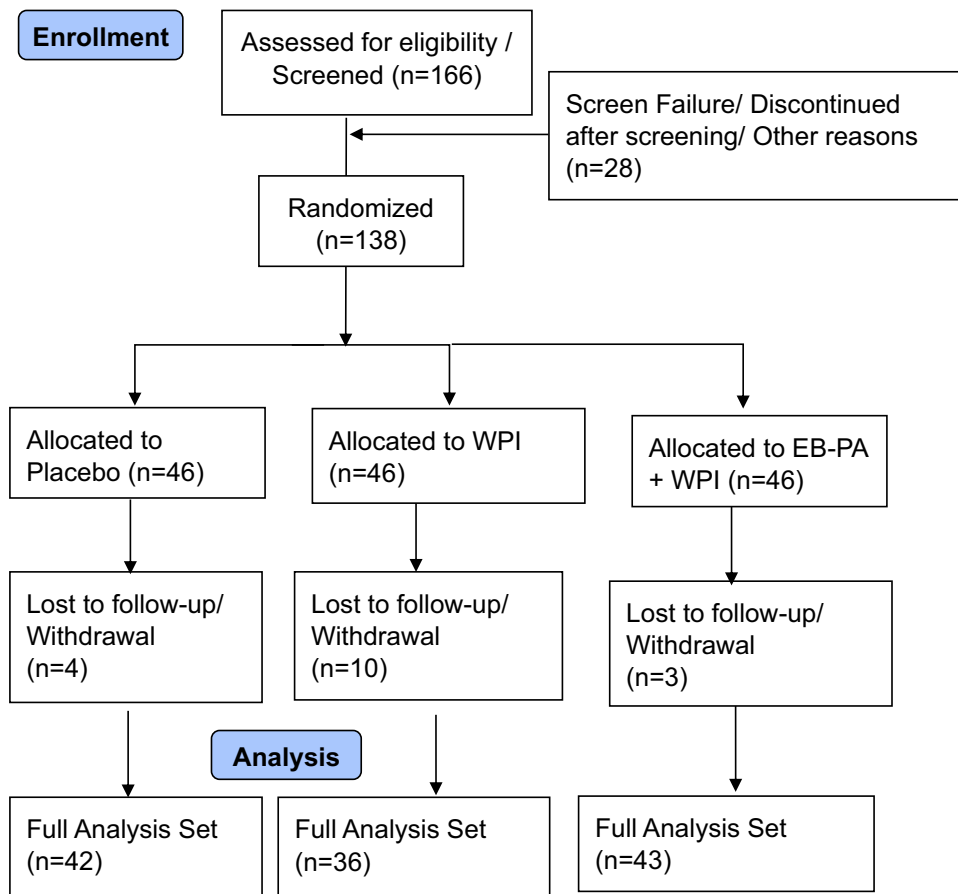 Enrollment
Assessed for eligibility /
Screened (n=166)
Screen Failure/ Discontinued
after screening/ Other reasons
(n=28)
Randomized
(n=138)
Allocated to
Placebo (n=46)
Allocated to WPI
(n=46)
Allocated to EB-PA
+ WPI (n=46)
Lost to follow-up/
Withdrawal
(n=4)
Lost to follow-up/
Withdrawal
(n=10)
Lost to follow-up/
Withdrawal
(n=3)
Analysis
Full Analysis Set
(n=42)
Full Analysis Set
(n=36)
Full Analysis Set
(n=43)